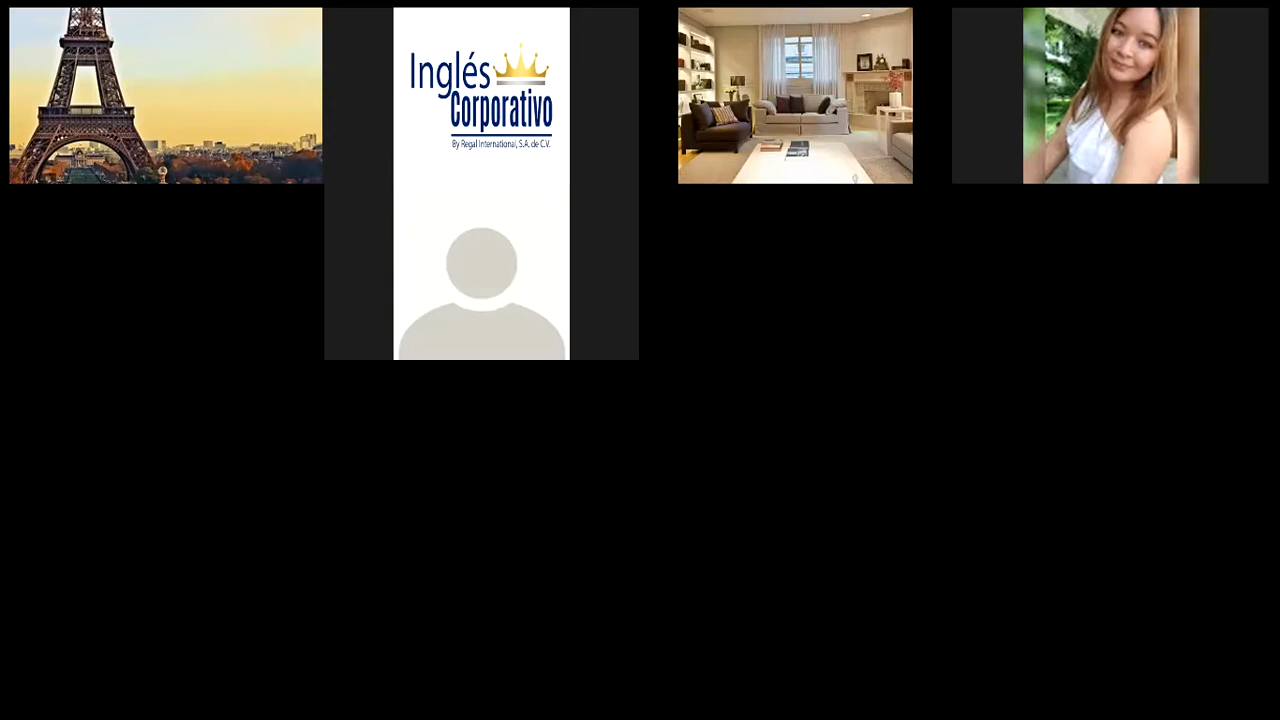 Inglés
Corporativo
By Regal International, S.A. de C.V.